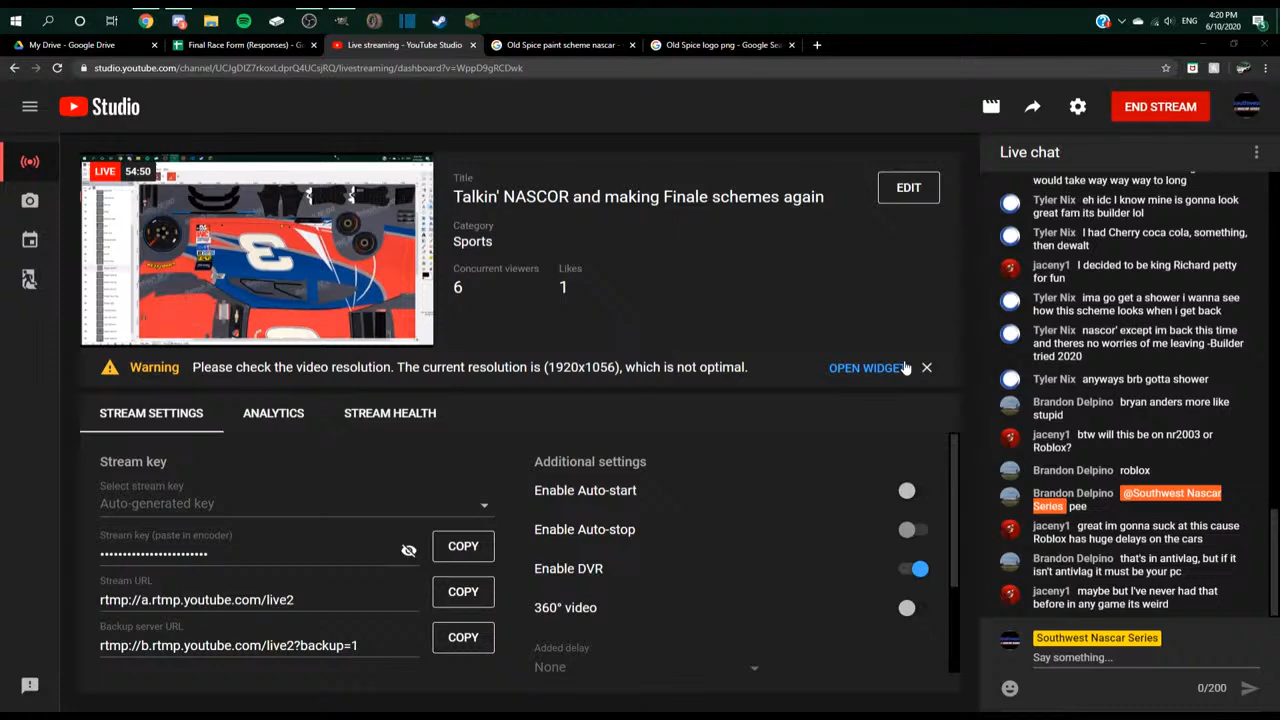 ENG
4:20 PM
6/10/2020
5
My Drive - Google Drive
Final Race Form (Responses) - Go
Live streaming - YouTube Studio
Old Spice paint scheme nascar -
Old Spice logo png - Google Sea
studio.youtube.com/channel/UCJgDIZ7rkoxLdprQ4UCsjRQ/livestreaming/dashboard?v=WppD9gRCDwk
Studio
END STREAM
LIVE 54:50
3
Title
Talkin' NASCOR and making Finale schemes again
EDIT
Category
Sports
Concurrent viewers
Likes
6
1
Warning Please check the video resolution. The current resolution is (1920x1056), which is not optimal.
OPEN WIDGE
STREAM SETTINGS
ANALYTICS
STREAM HEALTH
Stream key
Select stream key
Auto-generated key
Stream key (paste in encoder)
••••••••••••••••••••••••
COPY
Stream URL
rtmp://a.rtmp.youtube.com/live2
COPY
Backup server URL
rtmp://b.rtmp.youtube.com/live2?backup=1
COPY
Additional settings
Enable Auto-start
Enable Auto-stop
Enable DVR
360° video
Added delay
None
Live chat
would take way way way to long
Tyler Nix eh idc I know mine is gonna look
great fam its builder lol
Tyler Nix I had Cherry coca cola, something,
then dewalt
jaceny1 I decided to be king Richard petty
for fun
Tyler Nix ima go get a shower i wanna see
how this scheme looks when i get back
Tyler Nix nascor' except im back this time
and theres no worries of me leaving -Builder
tried 2020
Tyler Nix anyways brb gotta shower
Brandon Delpino bryan anders more like
stupid
jaceny1 btw will this be on nr2003 or
Roblox?
Brandon Delpino roblox
Brandon Delpino @Southwest Nascar
Series pee
jaceny1 great im gonna suck at this cause
Roblox has huge delays on the cars
Brandon Delpino that's in antivlag, but if it
isn't antivlag it must be your pc
jaceny1 maybe but I've never had that
before in any game its weird
Southwest Nascar Series
Say something...
0/200